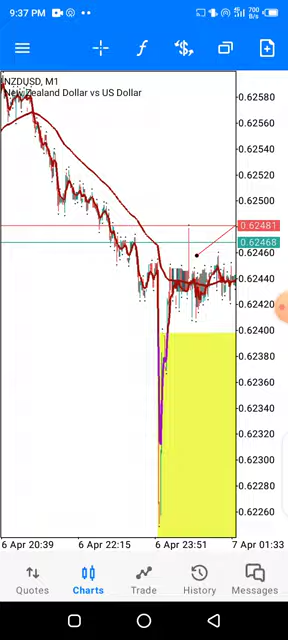 9:37 PM
700
B/s
f
$
NZDUSD, M1
New Zealand Dollar vs US Dollar
0.62580
0.62560
0.62540
0.62520
0.62500
0.62481
0.62468
0.62440
0.62420
0.62400
0.62380
0.62360
0.62340
0.62320
0.62300
0.62280
0.62260
6 Apr 20:39 6 Apr 22:15 6 Apr 23:51 7 Apr 01:33
Quotes Charts Trade History Messages